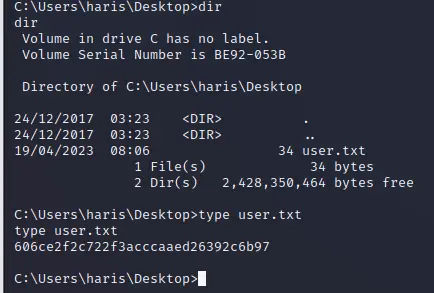 C:\Users\haris\Desktop>dir
dir
Volume in drive C has no label.
Volume Serial Number is BE92-053B
Directory of C:\Users\haris\Desktop
24/12/2017  03:23    <DIR>          .
24/12/2017  03:23    <DIR>          ..
19/04/2023  08:06                34 user.txt
1 File(s)             34 bytes
2 Dir(s)   2,428,350,464 bytes free
C:\Users\haris\Desktop>type user.txt
type user.txt
606ce2f2c722f3acccaaed26392c6b97
C:\Users\haris\Desktop>